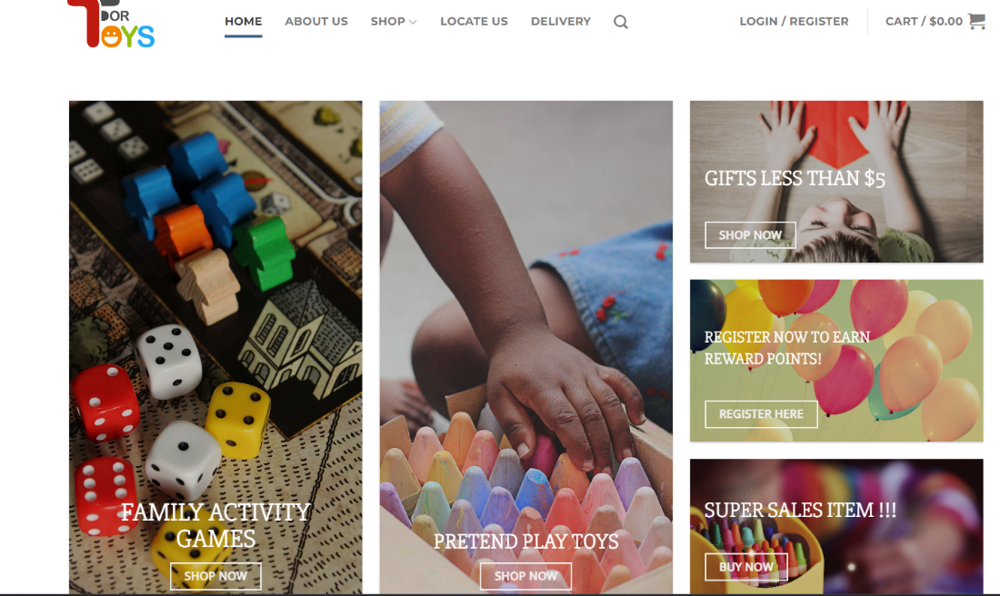 DOR
TOYS
HOME
ABOUT US
SHOP
LOCATE US
DELIVERY
LOGIN / REGISTER
CART / $0.00
FAMILY ACTIVITY
GAMES
SHOP NOW
PRETEND PLAY TOYS
SHOP NOW
GIFTS LESS THAN $5
SHOP NOW
REGISTER NOW TO EARN
REWARD POINTS!
REGISTER HERE
SUPER SALES ITEM !!!
BUY NOW